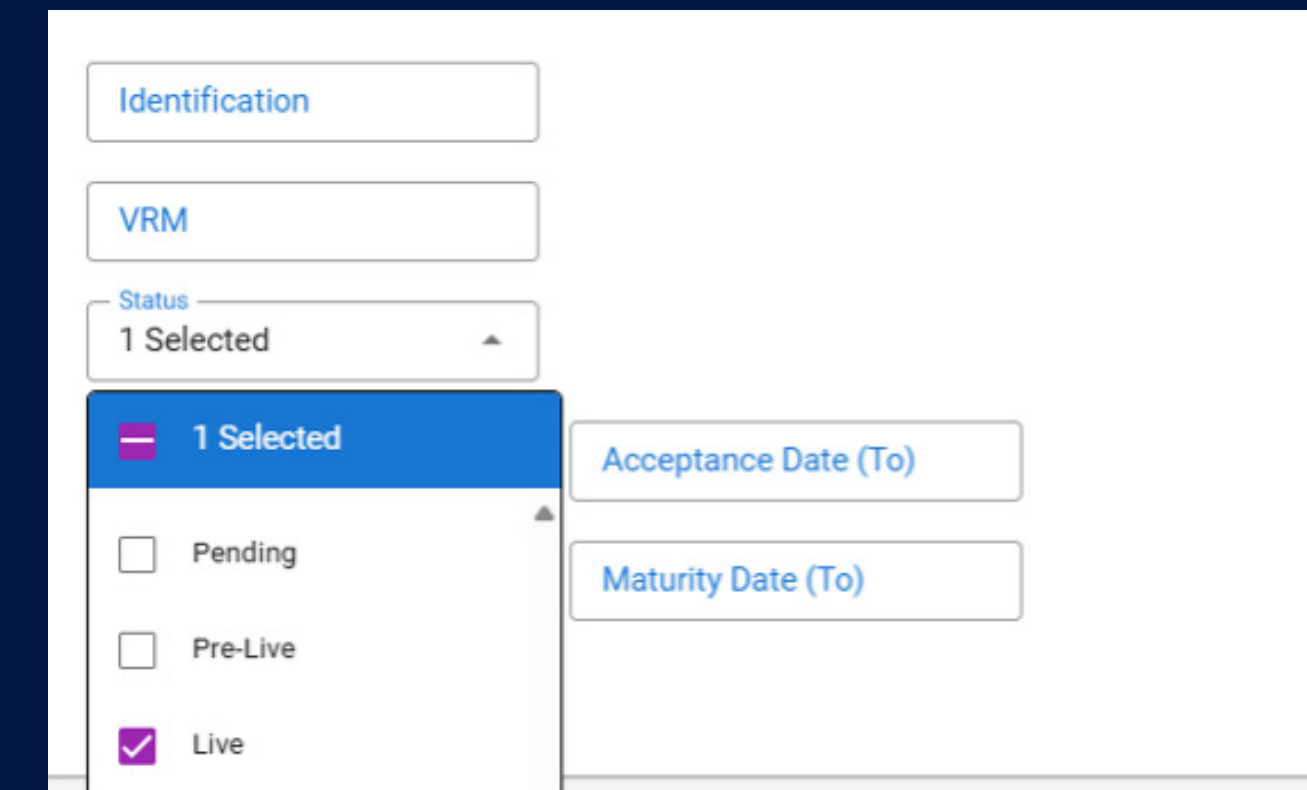 Identification
VRM
Status
1 Selected
1 Selected
Acceptance Date (To)
Pending
Maturity Date (To)
Pre-Live
Live